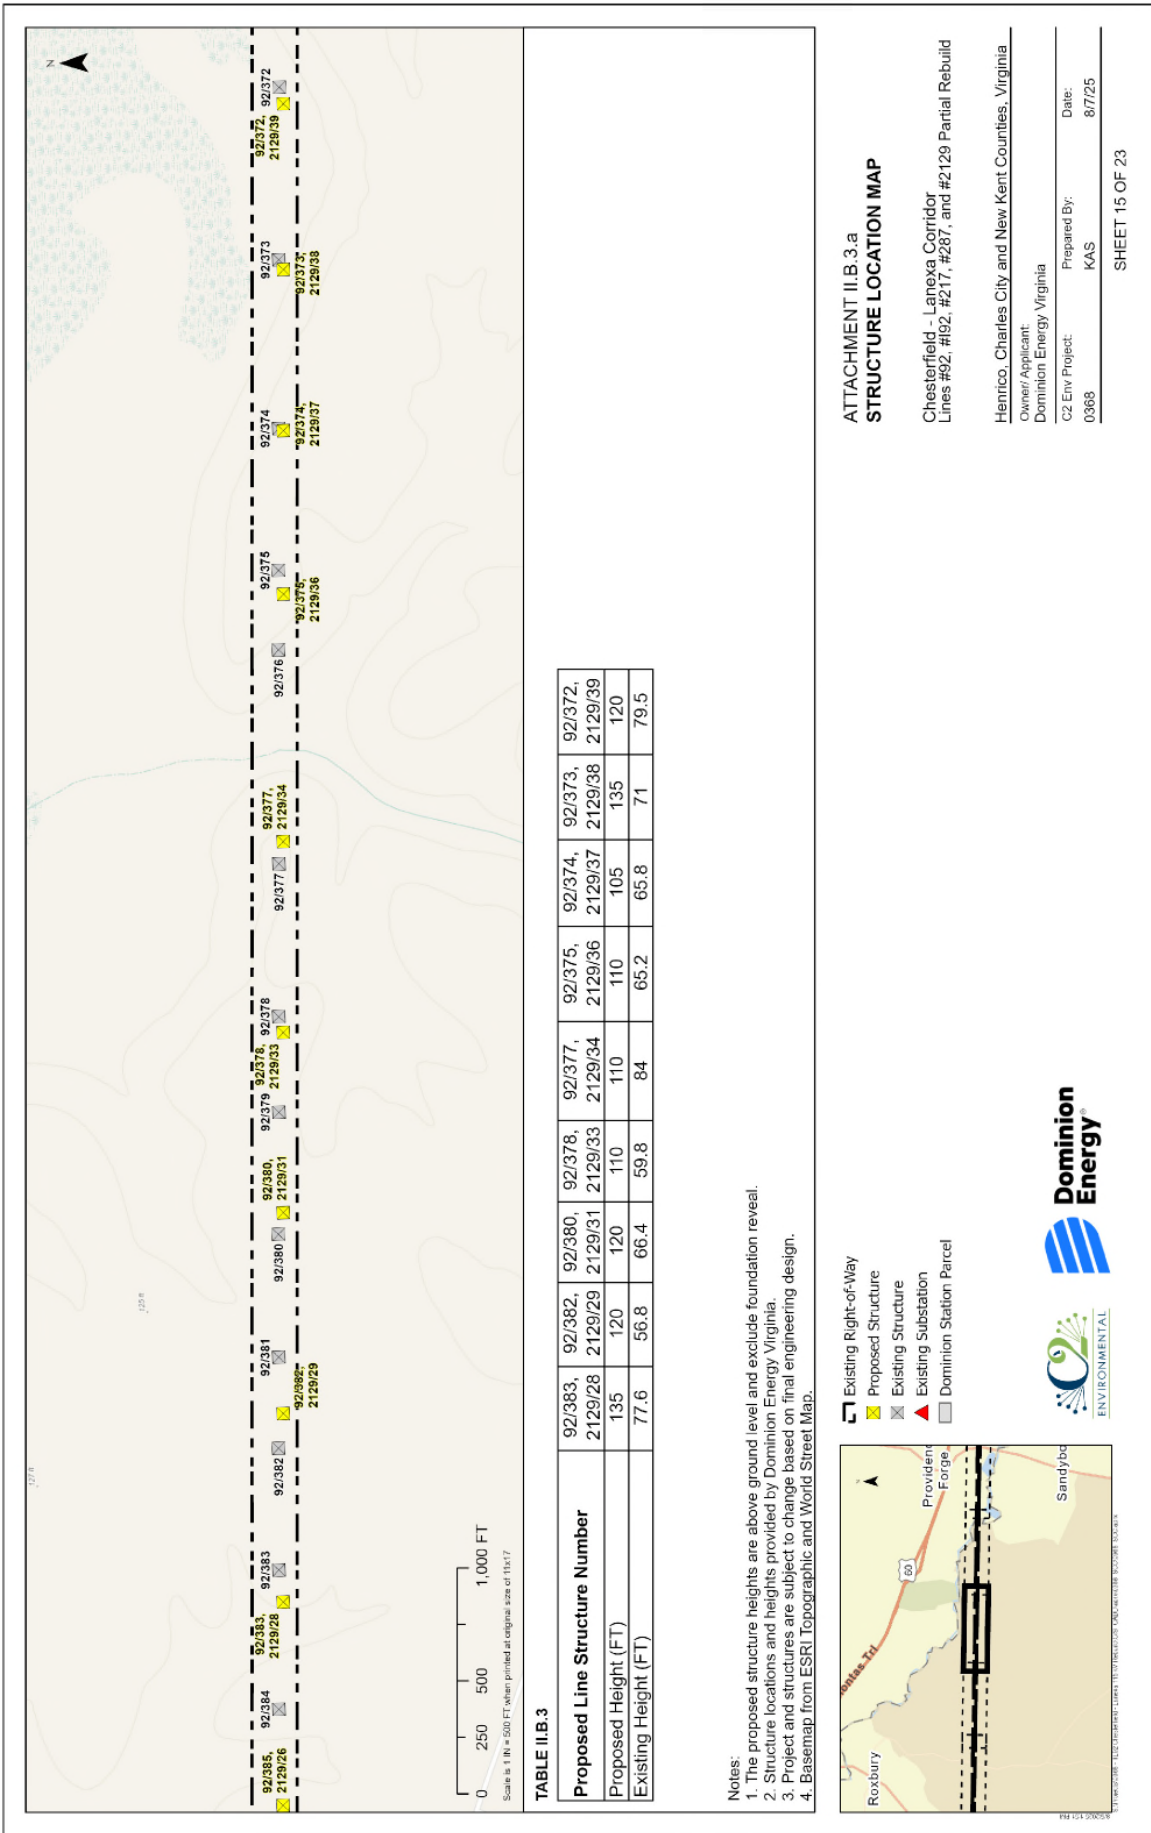 N
92/385,
2129/26
92/384
92/383,
2129/28
92/383
92/382
92/382,
2129/29
92/381
92/380
92/380,
2129/31
92/379
92/378,
2129/33
92/378
92/377
92/377,
2129/34
92/376
92/375,
2129/36
92/375
92/374
92/374,
2129/37
92/373
92/373,
2129/38
92/372,
2129/39
92/372
127 ft
125 ft
0 250 500 1,000 FT
Scale is 1 IN = 500 FT when printed at original size of 11x17
TABLE II.B.3
Proposed Line Structure Number 92/383, 2129/28 92/382, 2129/29 92/380, 2129/31 92/378, 2129/33 92/377, 2129/34 92/375, 2129/36 92/374, 2129/37 92/373, 2129/38 92/372, 2129/39
Proposed Height (FT) 135 120 120 110 110 110 105 135 120
Existing Height (FT) 77.6 56.8 66.4 59.8 84 65.2 65.8 71 79.5
Notes:
1. The proposed structure heights are above ground level and exclude foundation reveal.
2. Structure locations and heights provided by Dominion Energy Virginia.
3. Project and structures are subject to change based on final engineering design.
4. Basemap from ESRI Topographic and World Street Map.
Roxbury
ontas Trl
60
Providenc
Forge
Sandybo
Existing Right-of-Way
Proposed Structure
Existing Structure
Existing Substation
Dominion Station Parcel
C2
ENVIRONMENTAL
Dominion
Energy®
ATTACHMENT II.B.3.a
STRUCTURE LOCATION MAP
Chesterfield - Lanexa Corridor
Lines #92, #I92, #217, #287, and #2129 Partial Rebuild
Henrico, Charles City and New Kent Counties, Virginia
Owner/ Applicant:
Dominion Energy Virginia
C2 Env Project: Prepared By: Date:
0368 KAS 8/7/25
SHEET 15 OF 23